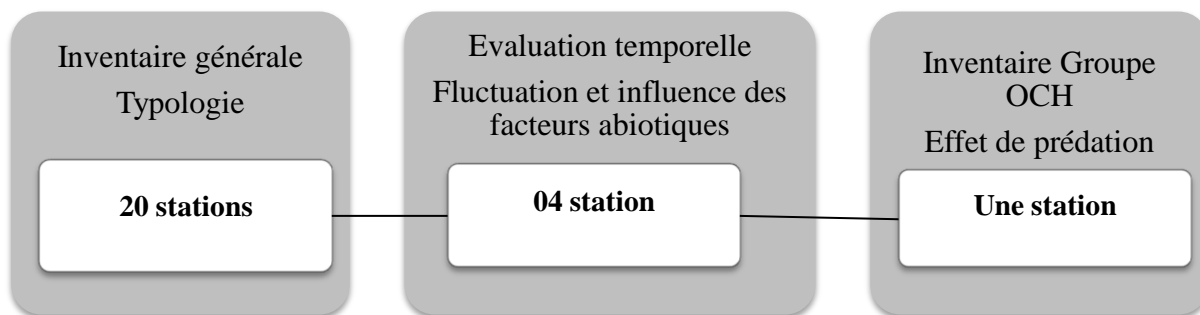 Inventaire générale
Typologie
20 stations
Evaluation temporelle
Fluctuation et influence des
facteurs abiotiques
04 station
Inventaire Groupe
OCH
Effet de prédation
Une station